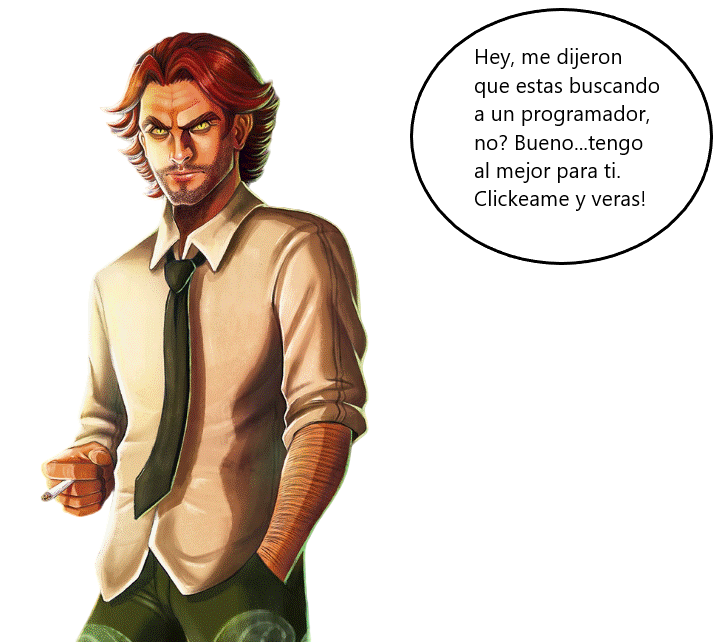 Hey, me dijeron
que estas buscando
a un programador,
no? Bueno...tengo
al mejor para ti.
Clickeame y veras!